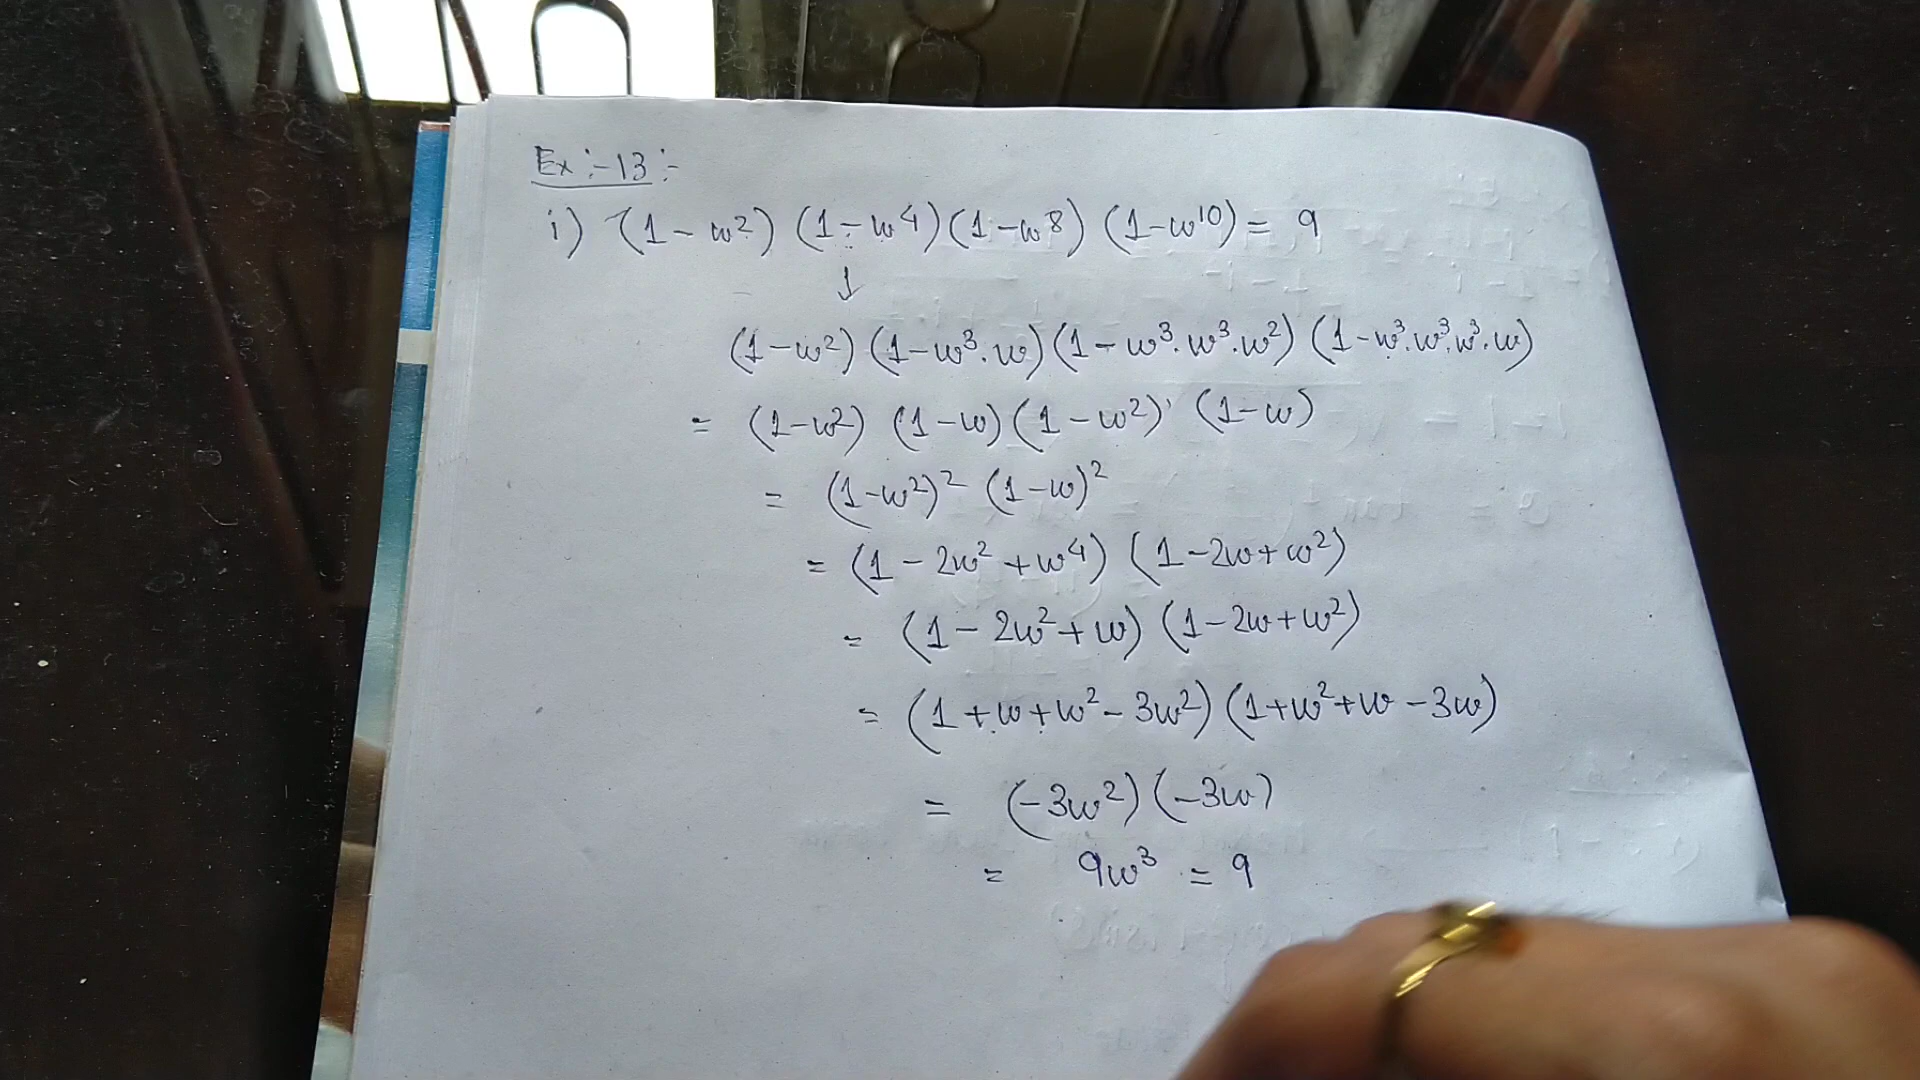 Ex :- 13 :-
i) (1 - w²) (1 - w⁴) (1 - w⁸) (1 - w¹⁰) = 9
↓
(1 - w²) (1 - w³. w) (1 - w³. w³. w²) (1 - w³. w³. w³. w)
= (1 - w²) (1 - w) (1 - w²) (1 - w)
= (1 - w²)² (1 - w)²
= (1 - 2w² + w⁴) (1 - 2w + w²)
= (1 - 2w² + w) (1 - 2w + w²)
= (1 + w + w² - 3w²) (1 + w² + w - 3w)
= (-3w²) (-3w)
= 9w³ = 9